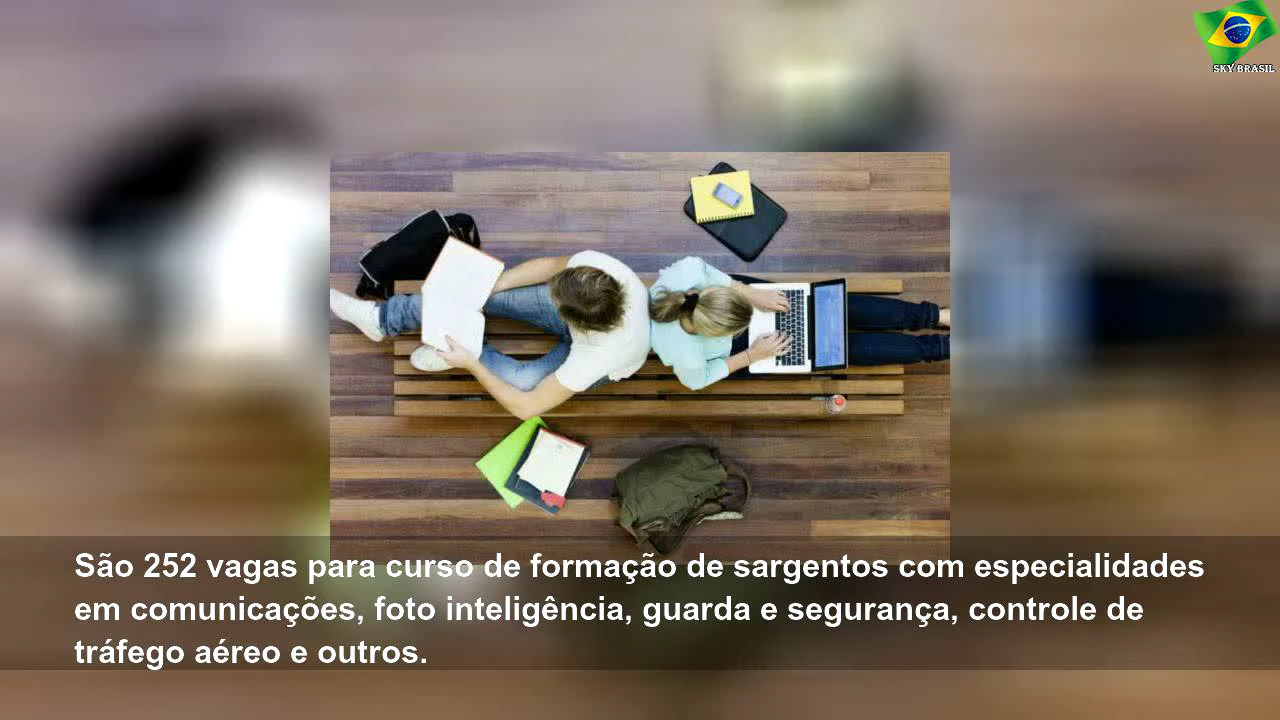 SKY BRASIL
São 252 vagas para curso de formação de sargentos com especialidades
em comunicações, foto inteligência, guarda e segurança, controle de
tráfego aéreo e outros.